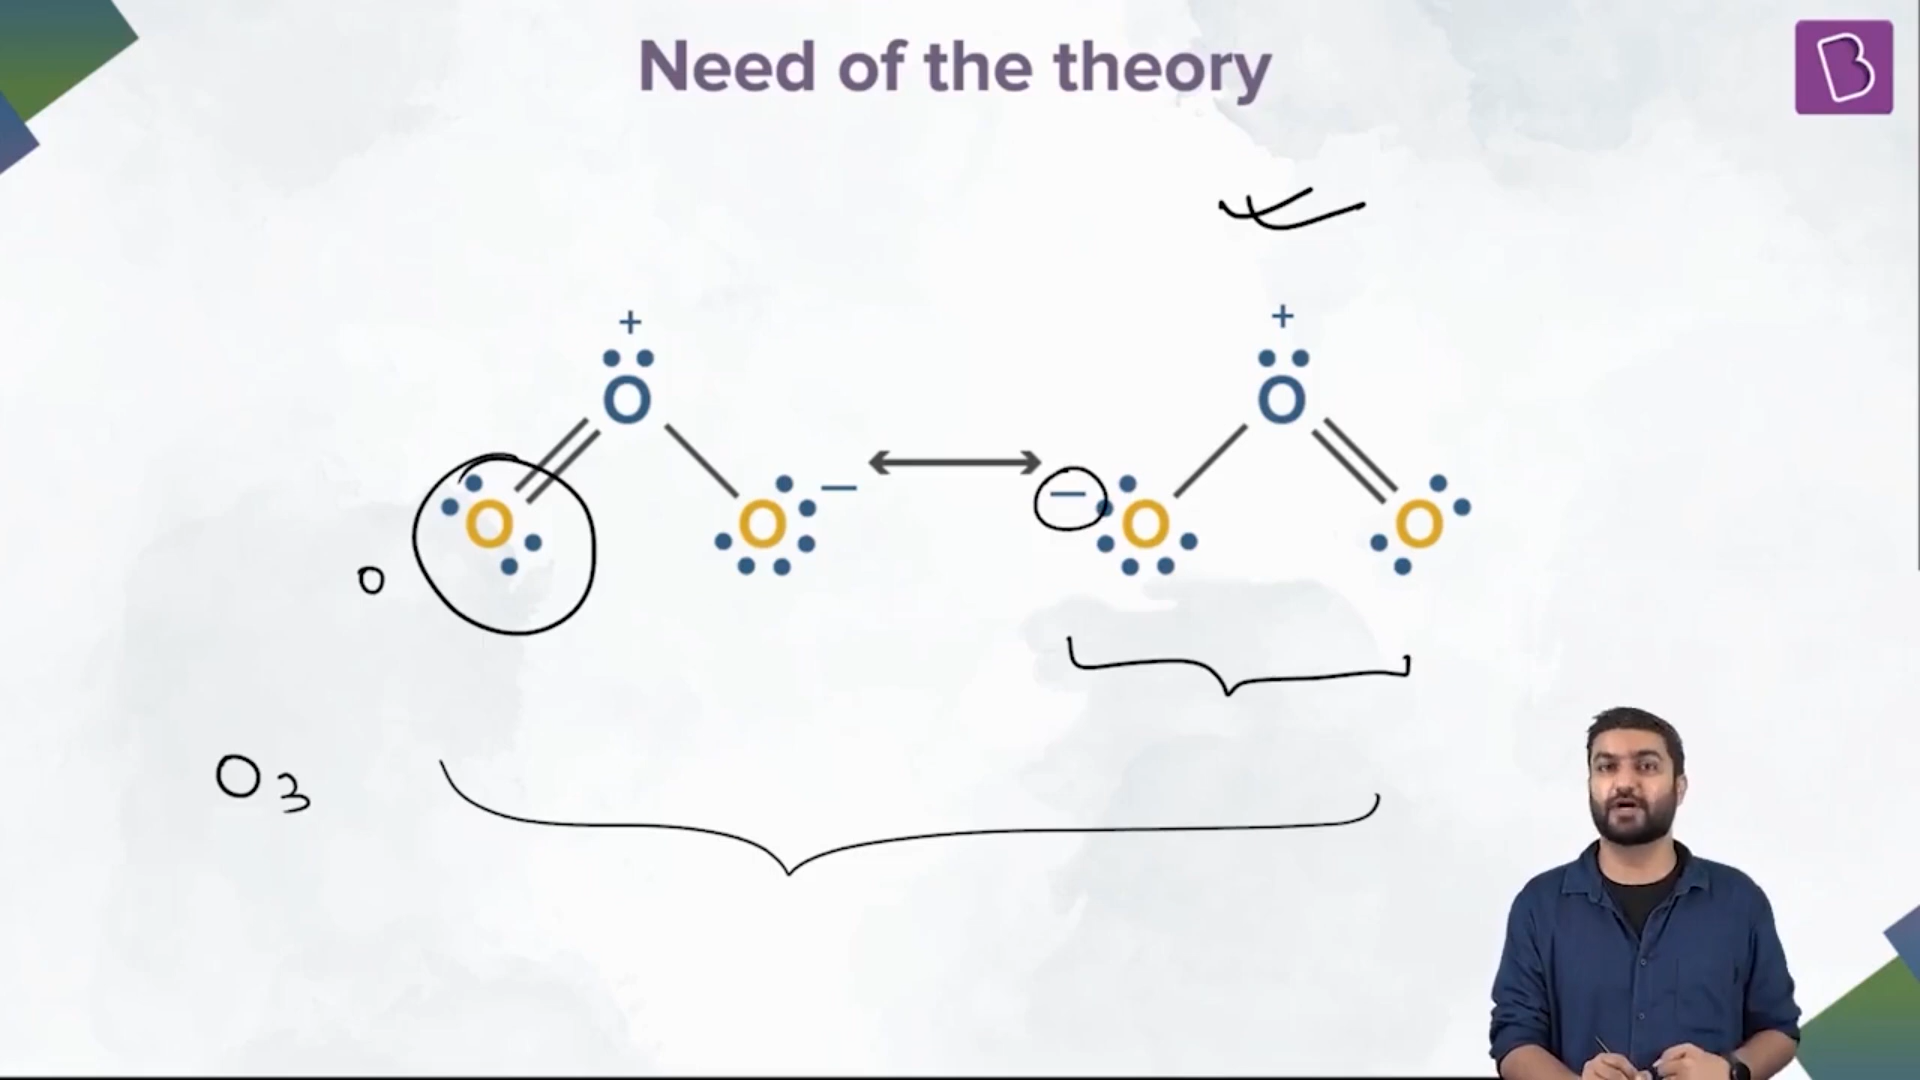 Need of the theory
B
+ +
O O
O O − − O O
O
O3